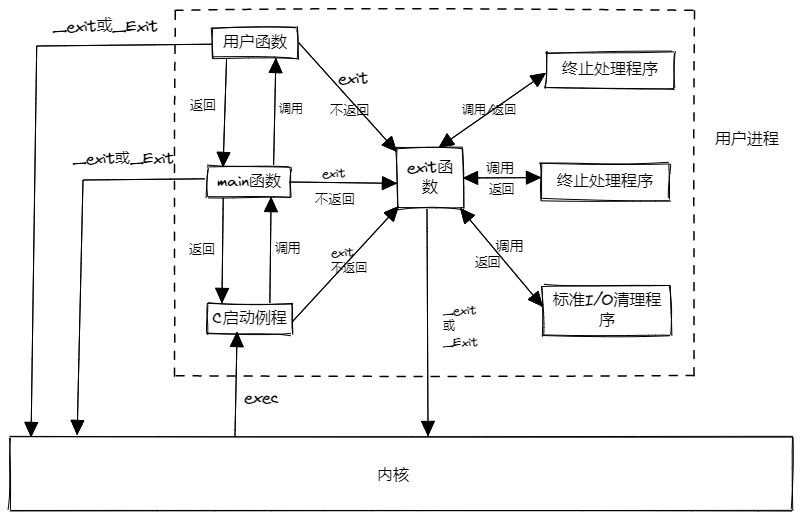 _exit或_Exit
用户函数
终止处理程序
exit
不返回
返回
调用
调用/返回
用户进程
_exit或_Exit
main函数
exit
不返回
exit函
数
调用
返回
终止处理程序
返回
调用
exit
不返回
调用
返回
C启动例程
_exit
或
_Exit
标准I/O清理程
序
exec
内核